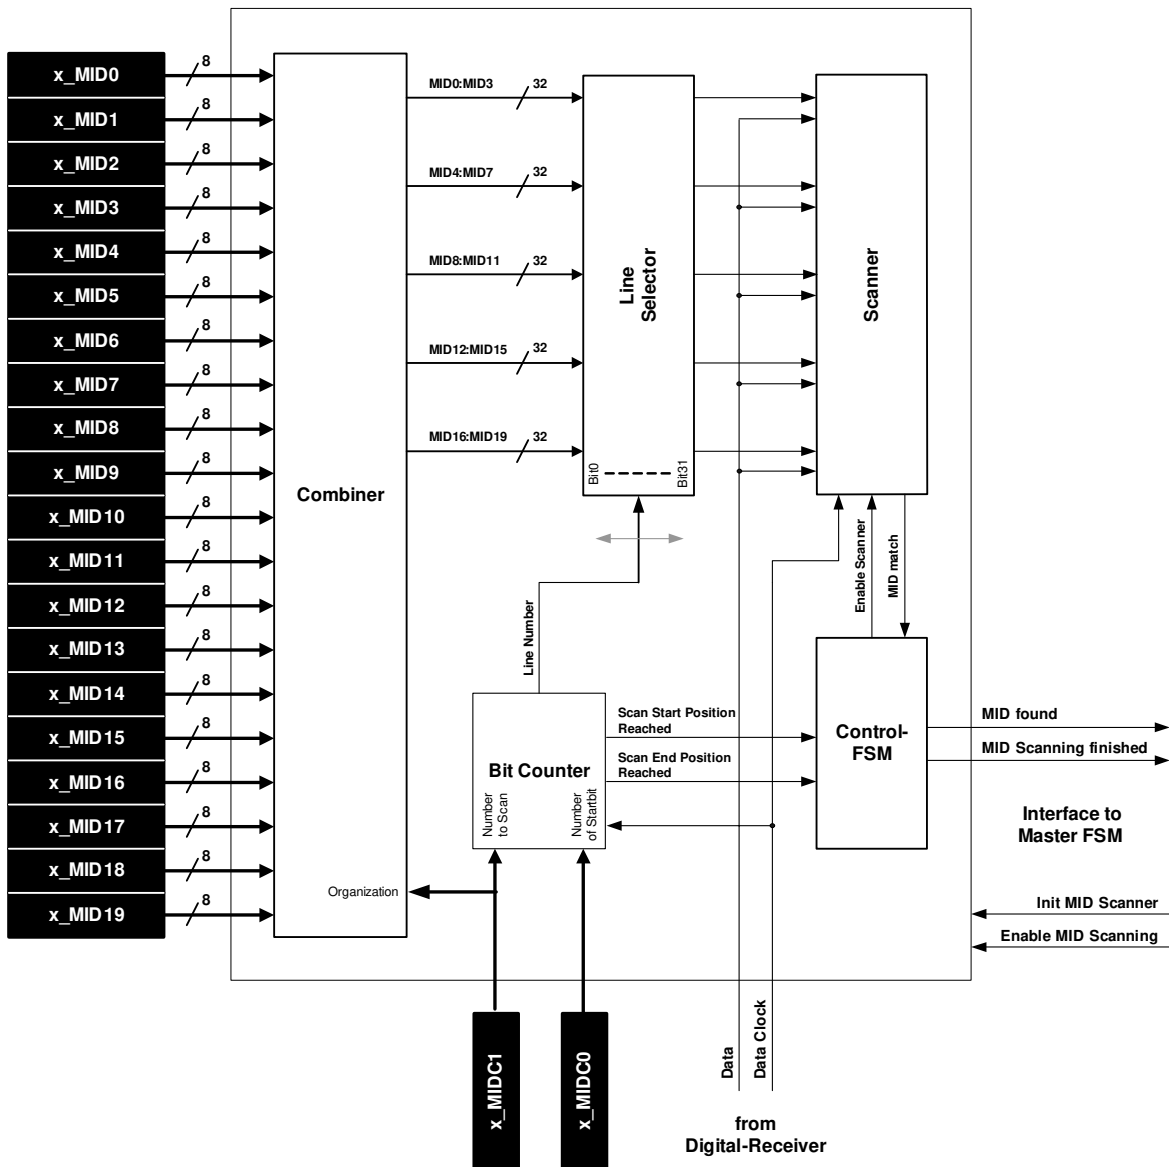 x_MID0
8
x_MID1
8
x_MID2
8
x_MID3
8
x_MID4
8
x_MID5
8
x_MID6
8
x_MID7
8
x_MID8
8
x_MID9
8
x_MID10
8
x_MID11
8
x_MID12
8
x_MID13
8
x_MID14
8
x_MID15
8
x_MID16
8
x_MID17
8
x_MID18
8
x_MID19
8
Combiner
Organization
MID0:MID3
32
MID4:MID7
32
MID8:MID11
32
MID12:MID15
32
MID16:MID19
32
Line
Selector
Bit0
Bit31
Scanner
Line Number
Enable Scanner
MID match
Bit Counter
Number
to Scan
Number
of Startbit
Scan Start Position
Reached
Scan End Position
Reached
Control-
FSM
MID found
MID Scanning finished
Interface to
Master FSM
Init MID Scanner
Enable MID Scanning
x_MIDC1
x_MIDC0
Data
Data Clock
from
Digital-Receiver